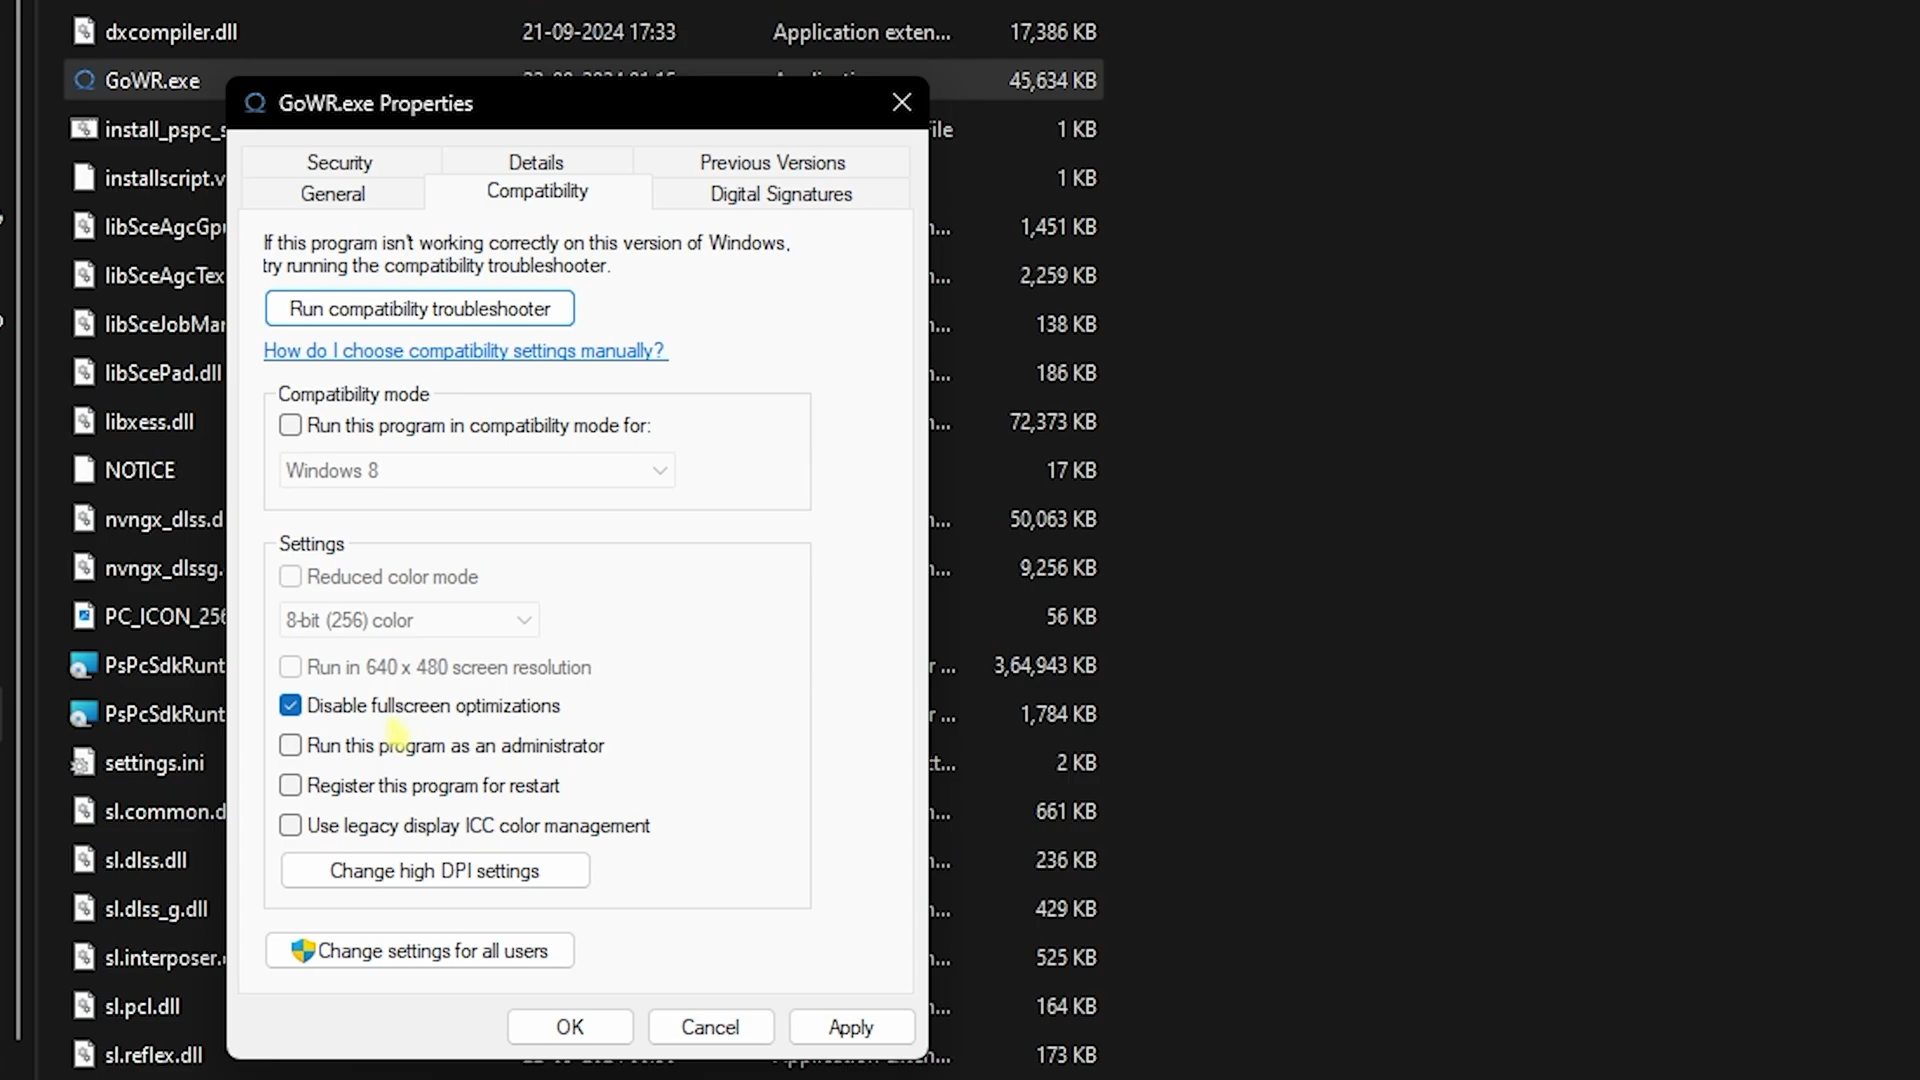 dxcompiler.dll 21-09-2024 17:33 Application exten... 17,386 KB
GoWR.exe 45,634 KB
GoWR.exe Properties
install_pspc_s ile 1 KB
installscript.v 1 KB
libSceAgcGpu n... 1,451 KB
libSceAgcTex n... 2,259 KB
libSceJobMar n... 138 KB
libScePad.dll n... 186 KB
libxess.dll n... 72,373 KB
NOTICE 17 KB
nvngx_dlss.d n... 50,063 KB
nvngx_dlssg. n... 9,256 KB
PC_ICON_256 56 KB
PsPcSdkRunt r ... 3,64,943 KB
PsPcSdkRunt r ... 1,784 KB
settings.ini tt... 2 KB
sl.common.d n... 661 KB
sl.dlss.dll n... 236 KB
sl.dlss_g.dll n... 429 KB
sl.interposer. n... 525 KB
sl.pcl.dll n... 164 KB
sl.reflex.dll 173 KB
Security Details Previous Versions
General Compatibility Digital Signatures
If this program isn't working correctly on this version of Windows,
try running the compatibility troubleshooter.
Run compatibility troubleshooter
How do I choose compatibility settings manually?
Compatibility mode
Run this program in compatibility mode for:
Windows 8
Settings
Reduced color mode
8-bit (256) color
Run in 640 x 480 screen resolution
Disable fullscreen optimizations
Run this program as an administrator
Register this program for restart
Use legacy display ICC color management
Change high DPI settings
Change settings for all users
OK Cancel Apply